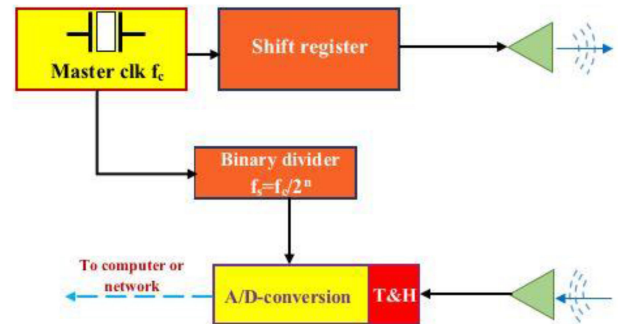 Master clk fc
Shift register
Binary divider
fs=fc/2ⁿ
To computer or
network
A/D-conversion
T&H